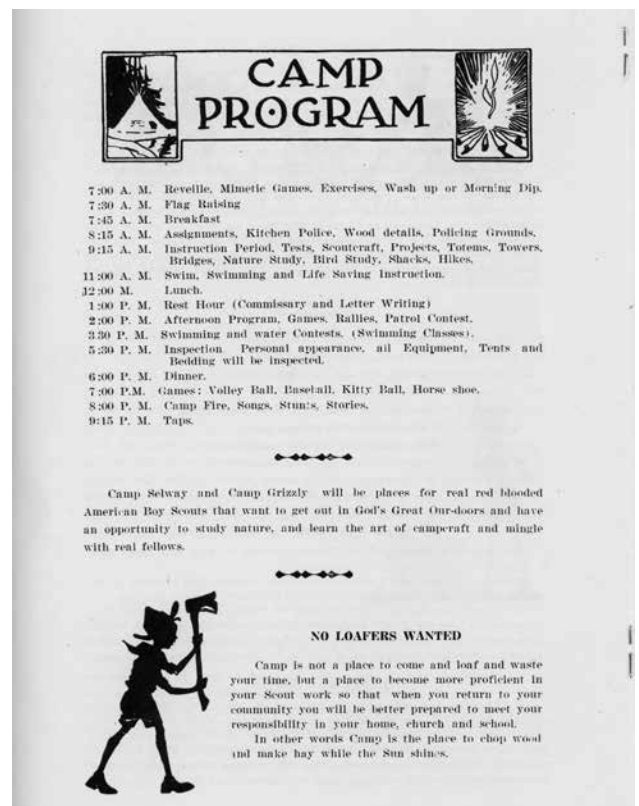 CAMP
PROGRAM
7:00 A. M. Reveille, Mimetic Games, Exercises, Wash up or Morning Dip.
7:30 A. M. Flag Raising
7:45 A. M. Breakfast
8:15 A. M. Assignments, Kitchen Police, Wood details, Policing Grounds.
9:15 A. M. Instruction Period, Tests, Scoutcraft, Projects, Totems, Towers,
Bridges, Nature Study, Bird Study, Shacks, Hikes.
11:00 A. M. Swim, Swimming and Life Saving Instruction.
12:00 M. Lunch.
1:00 P. M. Rest Hour (Commissary and Letter Writing)
2:00 P. M. Afternoon Program, Games, Rallies, Patrol Contest.
3.30 P. M. Swimming and water Contests. (Swimming Classes).
5:30 P. M. Inspection. Personal appearance, all Equipment, Tents and
Bedding will be inspected.
6:00 P. M. Dinner.
7:00 P.M. Games: Volley Ball, Baseball, Kitty Ball, Horse shoe.
8:00 P. M. Camp Fire, Songs, Stunts, Stories.
9:15 P. M. Taps.
Camp Selway and Camp Grizzly will be places for real red blooded
American Boy Scouts that want to get out in God's Great Our-doors and have
an opportunity to study nature, and learn the art of campcraft and mingle
with real fellows.
NO LOAFERS WANTED
Camp is not a place to come and loaf and waste
your time, but a place to become more proficient in
your Scout work so that when you return to your
community you will be better prepared to meet your
responsibility in your home, church and school.
In other words Camp is the place to chop wood
and make hay while the Sun shines.